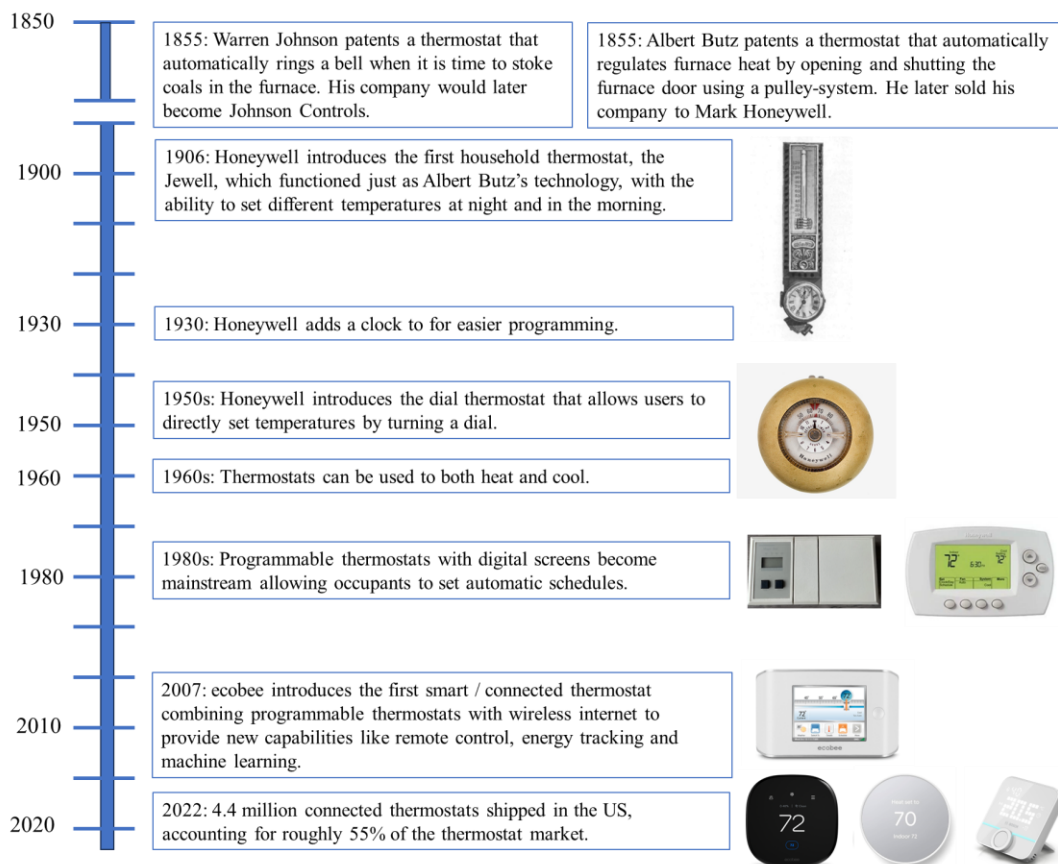 1850
1855: Warren Johnson patents a thermostat that
automatically rings a bell when it is time to stoke
coals in the furnace. His company would later
become Johnson Controls.
1855: Albert Butz patents a thermostat that automatically
regulates furnace heat by opening and shutting the
furnace door using a pulley-system. He later sold his
company to Mark Honeywell.
1900
1906: Honeywell introduces the first household thermostat, the
Jewell, which functioned just as Albert Butz’s technology, with the
ability to set different temperatures at night and in the morning.
1930
1930: Honeywell adds a clock to for easier programming.
1950
1950s: Honeywell introduces the dial thermostat that allows users to
directly set temperatures by turning a dial.
Honeywell
1960
1960s: Thermostats can be used to both heat and cool.
1980
1980s: Programmable thermostats with digital screens become
mainstream allowing occupants to set automatic schedules.
72
72
2010
2007: ecobee introduces the first smart / connected thermostat
combining programmable thermostats with wireless internet to
provide new capabilities like remote control, energy tracking and
machine learning.
72
ecobee
2020
2022: 4.4 million connected thermostats shipped in the US,
accounting for roughly 55% of the thermostat market.
72
70
20.5